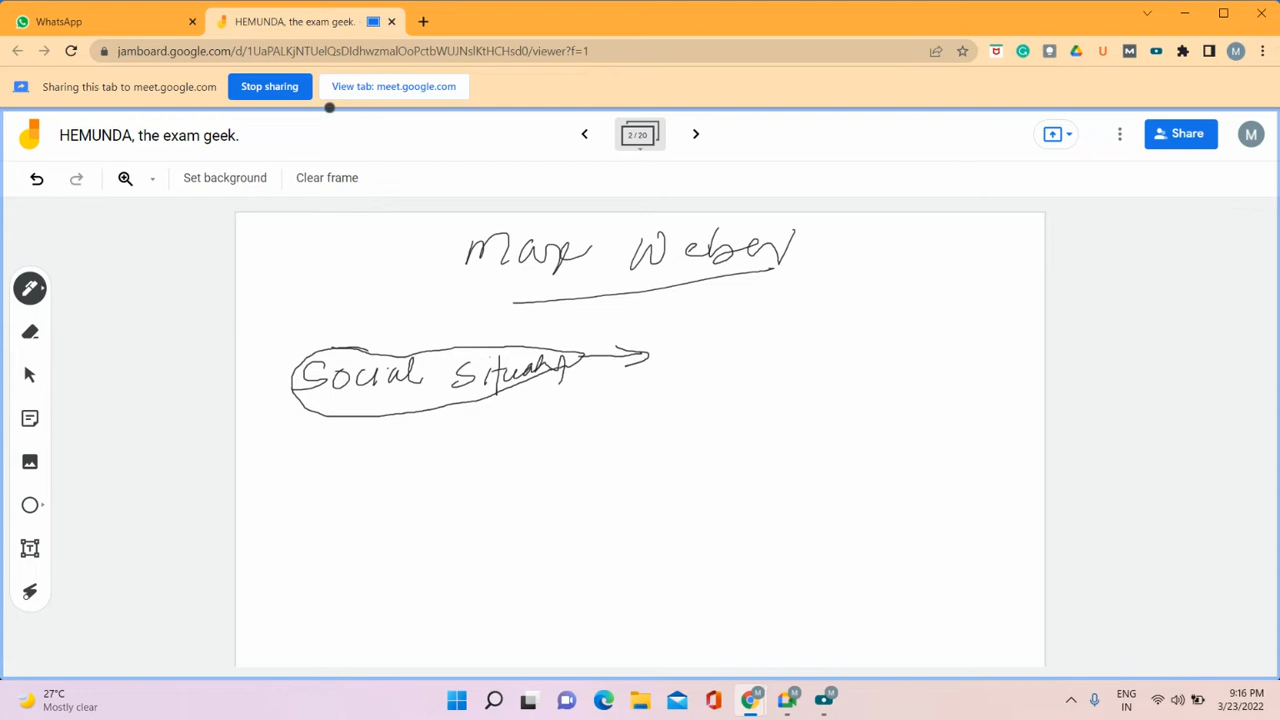 WhatsApp
HEMUNDA, the exam geek.
jamboard.google.com/d/1UaPALKjNTUelQsDIdhwzmalOoPctbWUJNslKtHCHsd0/viewer?f=1
Sharing this tab to meet.google.com
Stop sharing
View tab: meet.google.com
HEMUNDA, the exam geek.
2 / 20
Share
M
Set background
Clear frame
Max Weber
Social
27°C
Mostly clear
ENG
IN
9:16 PM
3/23/2022